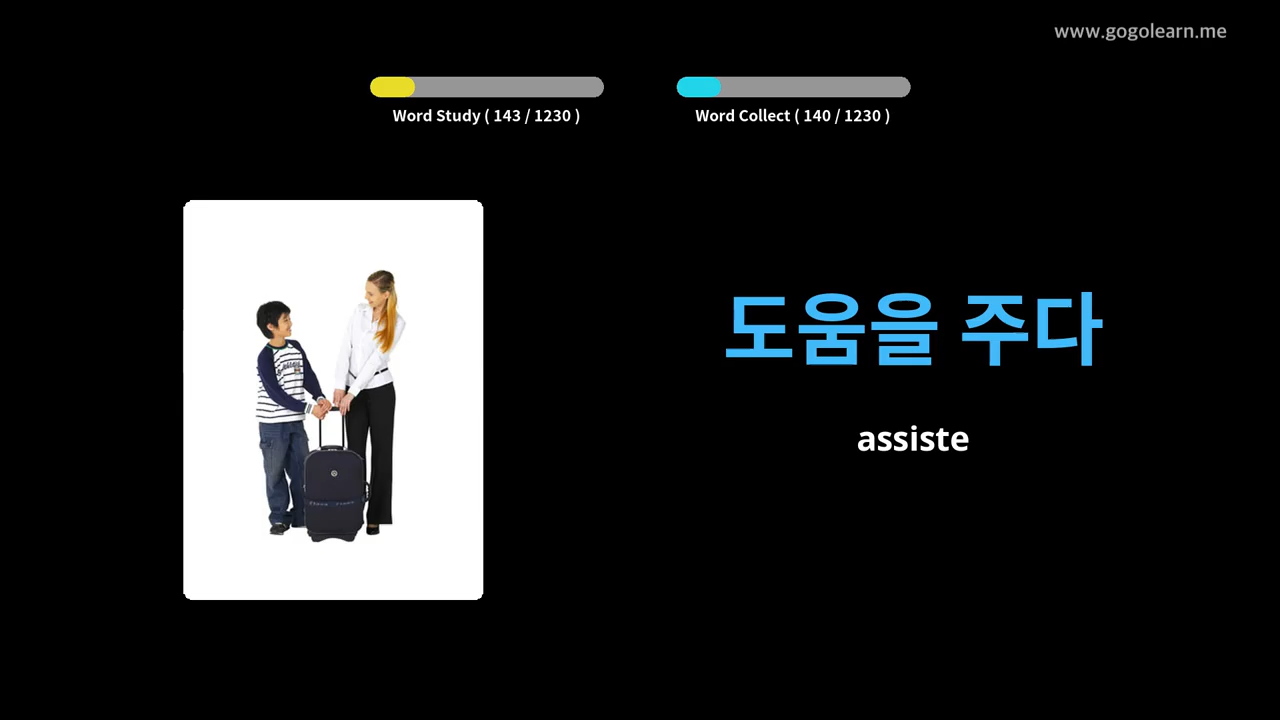 www.gogolearn.me
Word Study ( 143 / 1230 )
Word Collect ( 140 / 1230 )
도움을 주다
assiste